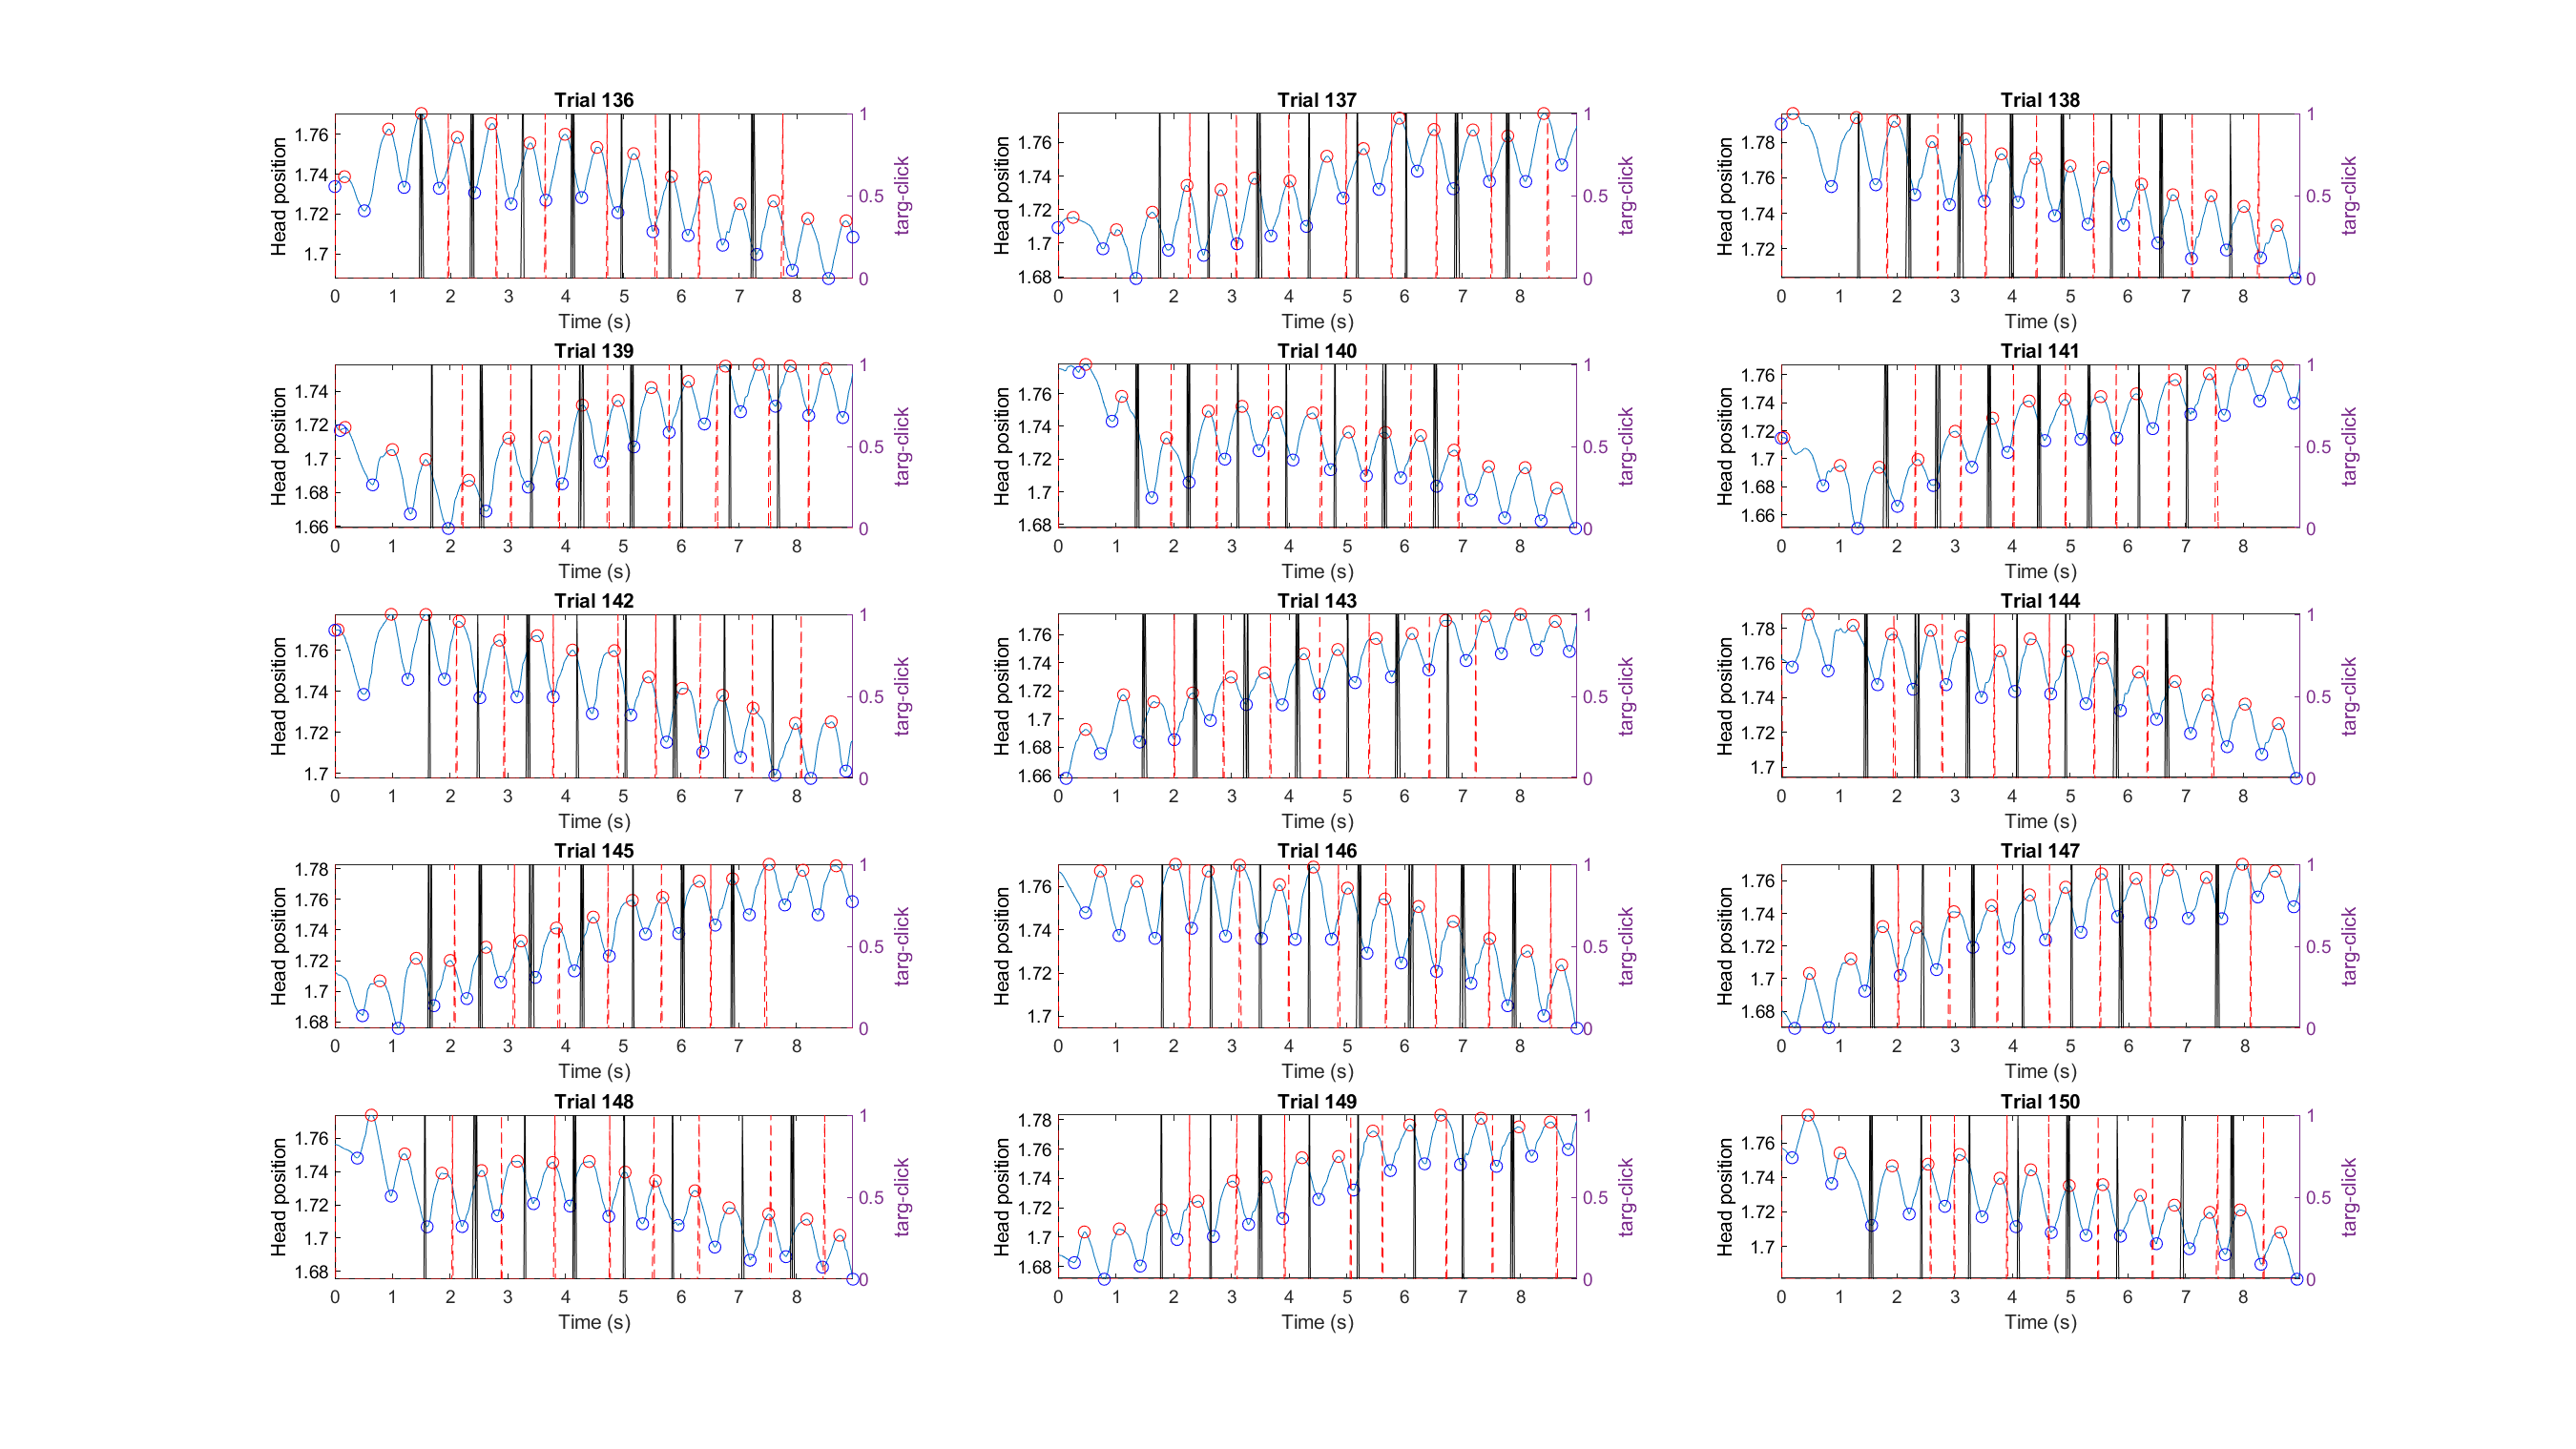 Trial 136
Trial 137
Trial 138
1.76
1.74
1.72
1.7
Head position
0 1 2 3 4 5 6 7 8
Time (s)
1
0.5
0
targ-click
1.76
1.74
1.72
1.7
1.68
Head position
0 1 2 3 4 5 6 7 8
Time (s)
1
0.5
0
targ-click
1.78
1.76
1.74
1.72
Head position
0 1 2 3 4 5 6 7 8
Time (s)
1
0.5
0
targ-click
Trial 139
Trial 140
Trial 141
1.74
1.72
1.7
1.68
1.66
Head position
0 1 2 3 4 5 6 7 8
Time (s)
1
0.5
0
targ-click
1.76
1.74
1.72
1.7
1.68
Head position
0 1 2 3 4 5 6 7 8
Time (s)
1
0.5
0
targ-click
1.76
1.74
1.72
1.7
1.68
1.66
Head position
0 1 2 3 4 5 6 7 8
Time (s)
1
0.5
0
targ-click
Trial 142
Trial 143
Trial 144
1.76
1.74
1.72
1.7
Head position
0 1 2 3 4 5 6 7 8
Time (s)
1
0.5
0
targ-click
1.76
1.74
1.72
1.7
1.68
1.66
Head position
0 1 2 3 4 5 6 7 8
Time (s)
1
0.5
0
targ-click
1.78
1.76
1.74
1.72
1.7
Head position
0 1 2 3 4 5 6 7 8
Time (s)
1
0.5
0
targ-click
Trial 145
Trial 146
Trial 147
1.78
1.76
1.74
1.72
1.7
1.68
Head position
0 1 2 3 4 5 6 7 8
Time (s)
1
0.5
0
targ-click
1.76
1.74
1.72
1.7
Head position
0 1 2 3 4 5 6 7 8
Time (s)
1
0.5
0
targ-click
1.76
1.74
1.72
1.7
1.68
Head position
0 1 2 3 4 5 6 7 8
Time (s)
1
0.5
0
targ-click
Trial 148
Trial 149
Trial 150
1.76
1.74
1.72
1.7
1.68
Head position
0 1 2 3 4 5 6 7 8
Time (s)
1
0.5
0
targ-click
1.78
1.76
1.74
1.72
1.7
1.68
Head position
0 1 2 3 4 5 6 7 8
Time (s)
1
0.5
0
targ-click
1.76
1.74
1.72
1.7
Head position
0 1 2 3 4 5 6 7 8
Time (s)
1
0.5
0
targ-click